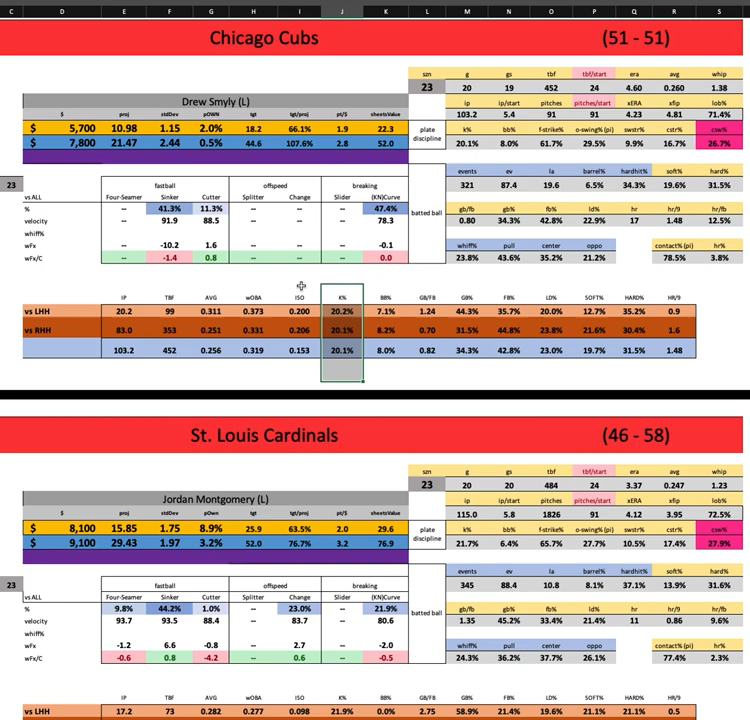 C D E F G H I J K L M N O P Q R S
Chicago Cubs (51 - 51)
szn g gs tbf tbf/start era avg whip
23 20 19 452 24 4.60 0.260 1.38
Drew Smyly (L) ip ip/start pitches pitches/start xERA xfip lob%
$ proj stdDev pOWN tgt tgt/proj pt/$ sheetsValue 103.2 5.4 91 91 4.23 4.81 71.4%
$ 5,700 10.98 1.15 2.0% 18.2 66.1% 1.9 22.3 plate discipline k% bb% f-strike% o-swing% (pi) swstr% cstr% csw%
$ 7,800 21.47 2.44 0.5% 44.6 107.6% 2.8 52.0 20.1% 8.0% 61.7% 29.5% 9.9% 16.7% 26.7%
events ev la barrel% hardhit% soft% hard%
23 fastball offspeed breaking 321 87.4 19.6 6.5% 34.3% 19.6% 31.5%
vs ALL Four-Seamer Sinker Cutter Splitter Change Slider (KN)Curve
% -- 41.3% 11.3% -- -- -- 47.4% batted ball gb/fb gb% fb% ld% hr hr/9 hr/fb
velocity -- 91.9 88.5 -- -- -- 78.3 0.80 34.3% 42.8% 22.9% 17 1.48 12.5%
whiff%
wFx -- -10.2 1.6 -- -- -- -0.1 whiff% pull center oppo contact% (pi) hr%
wFx/C -- -1.4 0.8 -- -- -- 0.0 23.8% 43.6% 35.2% 21.2% 78.5% 3.8%
IP TBF AVG wOBA ISO K% BB% GB/FB GB% FB% LD% SOFT% HARD% HR/9
vs LHH 20.2 99 0.311 0.373 0.200 20.2% 7.1% 1.24 44.3% 35.7% 20.0% 12.7% 35.2% 0.9
vs RHH 83.0 353 0.251 0.331 0.206 20.1% 8.2% 0.70 31.5% 44.8% 23.8% 21.6% 30.4% 1.6
103.2 452 0.256 0.319 0.153 20.1% 8.0% 0.82 34.3% 42.8% 23.0% 19.7% 31.5% 1.48
St. Louis Cardinals (46 - 58)
szn g gs tbf tbf/start era avg whip
23 20 20 484 24 3.37 0.247 1.23
Jordan Montgomery (L) ip ip/start pitches pitches/start xERA xfip lob%
$ proj stdDev pOwn tgt tgt/proj pt/$ sheetsValue 115.0 5.8 1826 91 4.12 3.95 72.5%
$ 8,100 15.85 1.75 8.9% 25.9 63.5% 2.0 29.6 plate discipline k% bb% f-strike% o-swing% (pi) swstr% cstr% csw%
$ 9,100 29.43 1.97 3.2% 52.0 76.7% 3.2 76.9 21.7% 6.4% 65.7% 27.7% 10.5% 17.4% 27.9%
events ev la barrel% hardhit% soft% hard%
23 fastball offspeed breaking 345 88.4 10.8 8.1% 37.1% 13.9% 31.6%
vs ALL Four-Seamer Sinker Cutter Splitter Change Slider (KN)Curve
% 9.8% 44.2% 1.0% -- 23.0% -- 21.9% batted ball gb/fb gb% fb% ld% hr hr/9 hr/fb
velocity 93.7 93.5 88.4 -- 83.7 -- 80.6 1.35 45.2% 33.4% 21.4% 11 0.86 9.6%
whiff%
wFx -1.2 6.6 -0.8 -- 2.7 -- -2.0 whiff% pull center oppo contact% (pi) hr%
wFx/C -0.6 0.8 -4.2 -- 0.6 -- -0.5 24.3% 36.2% 37.7% 26.1% 77.4% 2.3%
IP TBF AVG wOBA ISO K% BB% GB/FB GB% FB% LD% SOFT% HARD% HR/9
vs LHH 17.2 73 0.282 0.277 0.098 21.9% 0.0% 2.75 58.9% 21.4% 19.6% 21.1% 21.1% 0.5